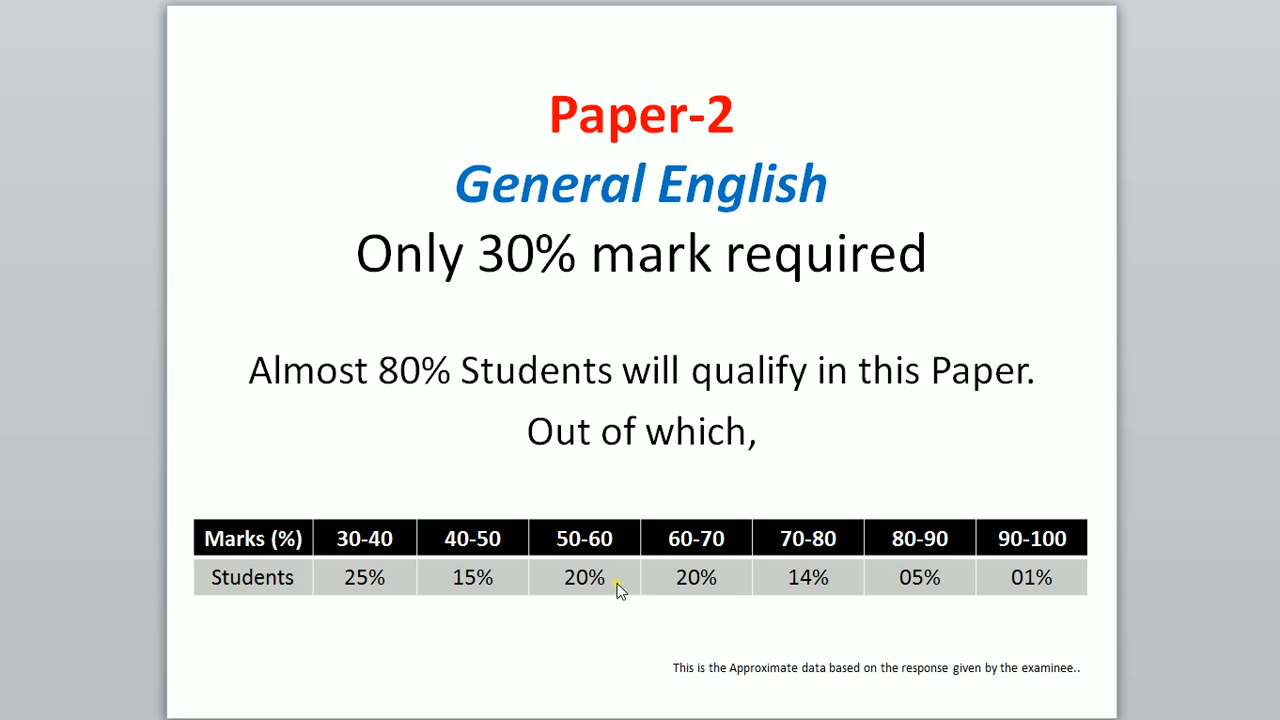 Paper-2
General English
Only 30% mark required
Almost 80% Students will qualify in this Paper.
Out of which,
Marks (%) 30-40 40-50 50-60 60-70 70-80 80-90 90-100
Students 25% 15% 20% 20% 14% 05% 01%
This is the Approximate data based on the response given by the examinee..